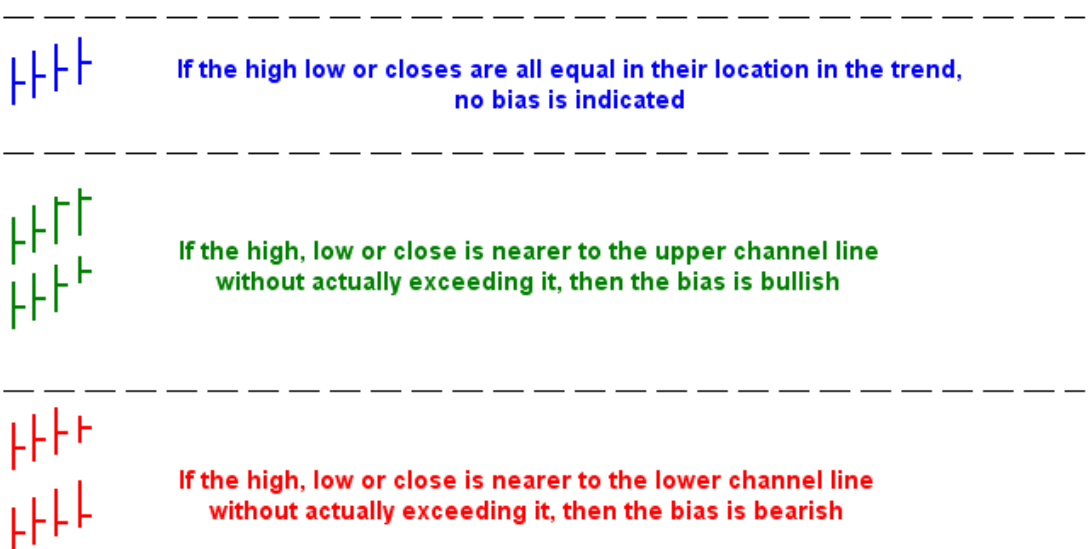 If the high low or closes are all equal in their location in the trend,
no bias is indicated
If the high, low or close is nearer to the upper channel line
without actually exceeding it, then the bias is bullish
If the high, low or close is nearer to the lower channel line
without actually exceeding it, then the bias is bearish